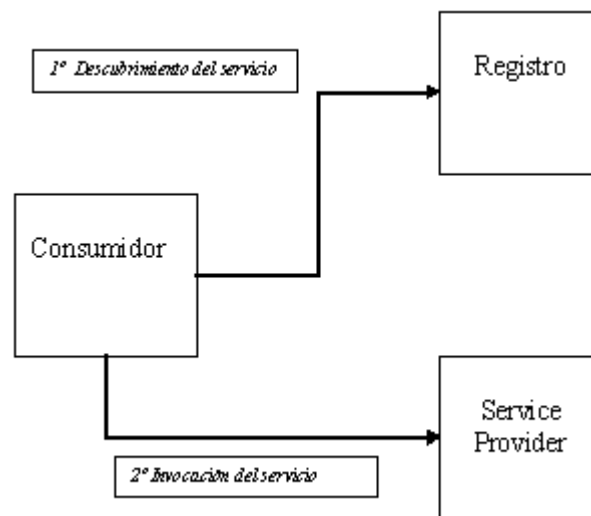 1º Descubrimiento del servicio
Registro
Consumidor
Service
Provider
2º Invocación del servicio